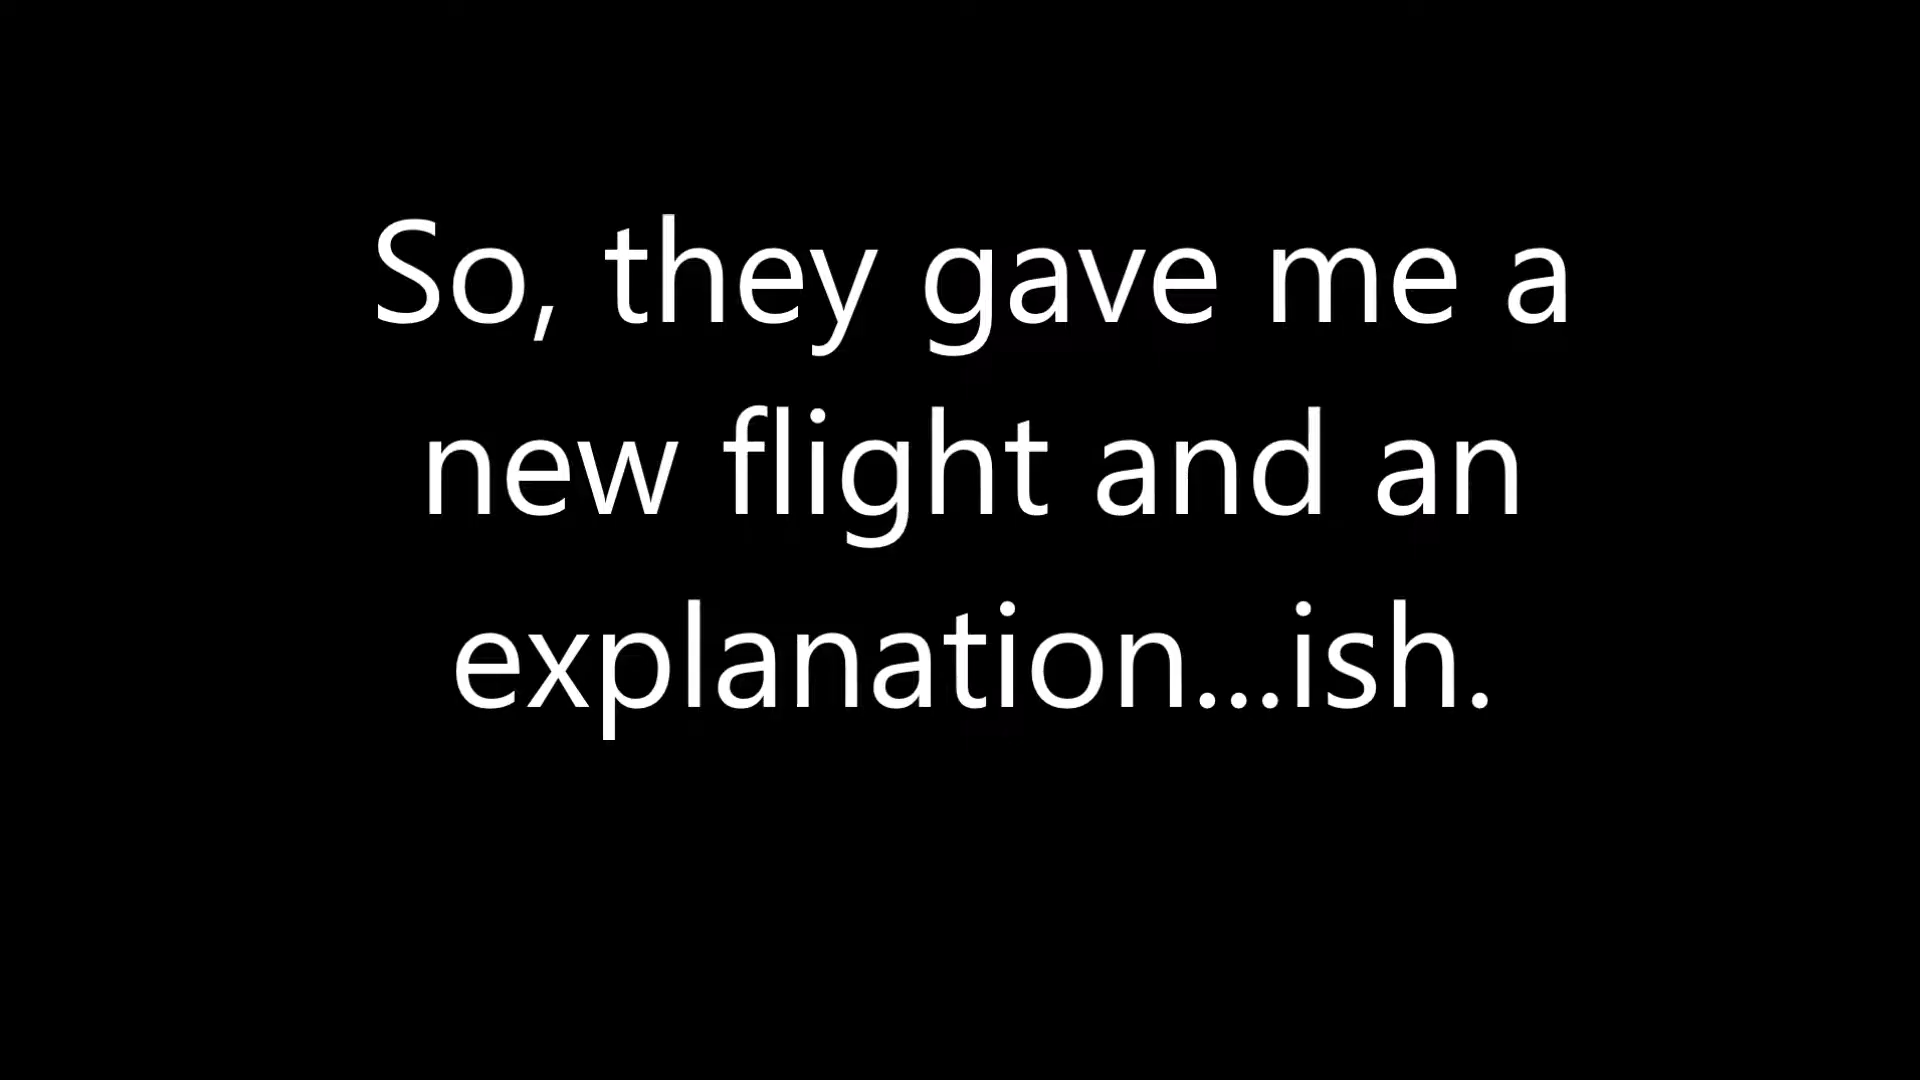 So, they gave me a
new flight and an
explanation...ish.